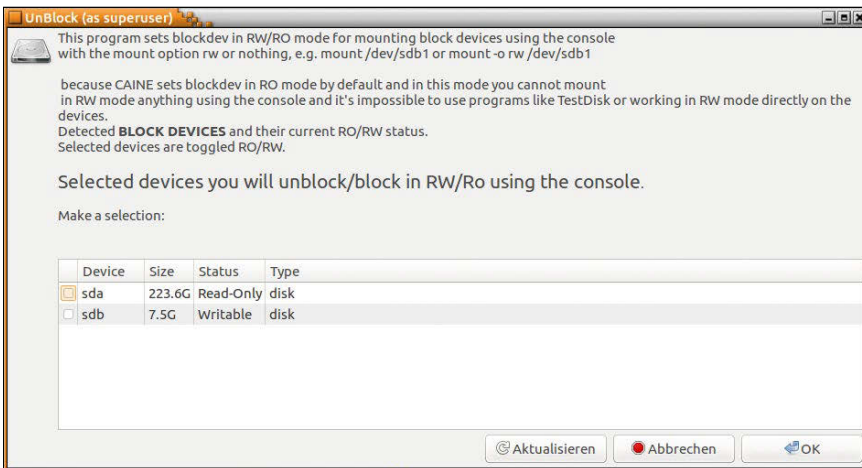 UnBlock (as superuser)
This program sets blockdev in RW/RO mode for mounting block devices using the console
with the mount option rw or nothing, e.g. mount /dev/sdb1 or mount -o rw /dev/sdb1
because CAINE sets blockdev in RO mode by default and in this mode you cannot mount
in RW mode anything using the console and it's impossible to use programs like TestDisk or working in RW mode directly on the
devices.
Detected BLOCK DEVICES and their current RO/RW status.
Selected devices are toggled RO/RW.
Selected devices you will unblock/block in RW/Ro using the console.
Make a selection:
Device Size Status Type
sda 223.6G Read-Only disk
sdb 7.5G Writable disk
Aktualisieren Abbrechen OK